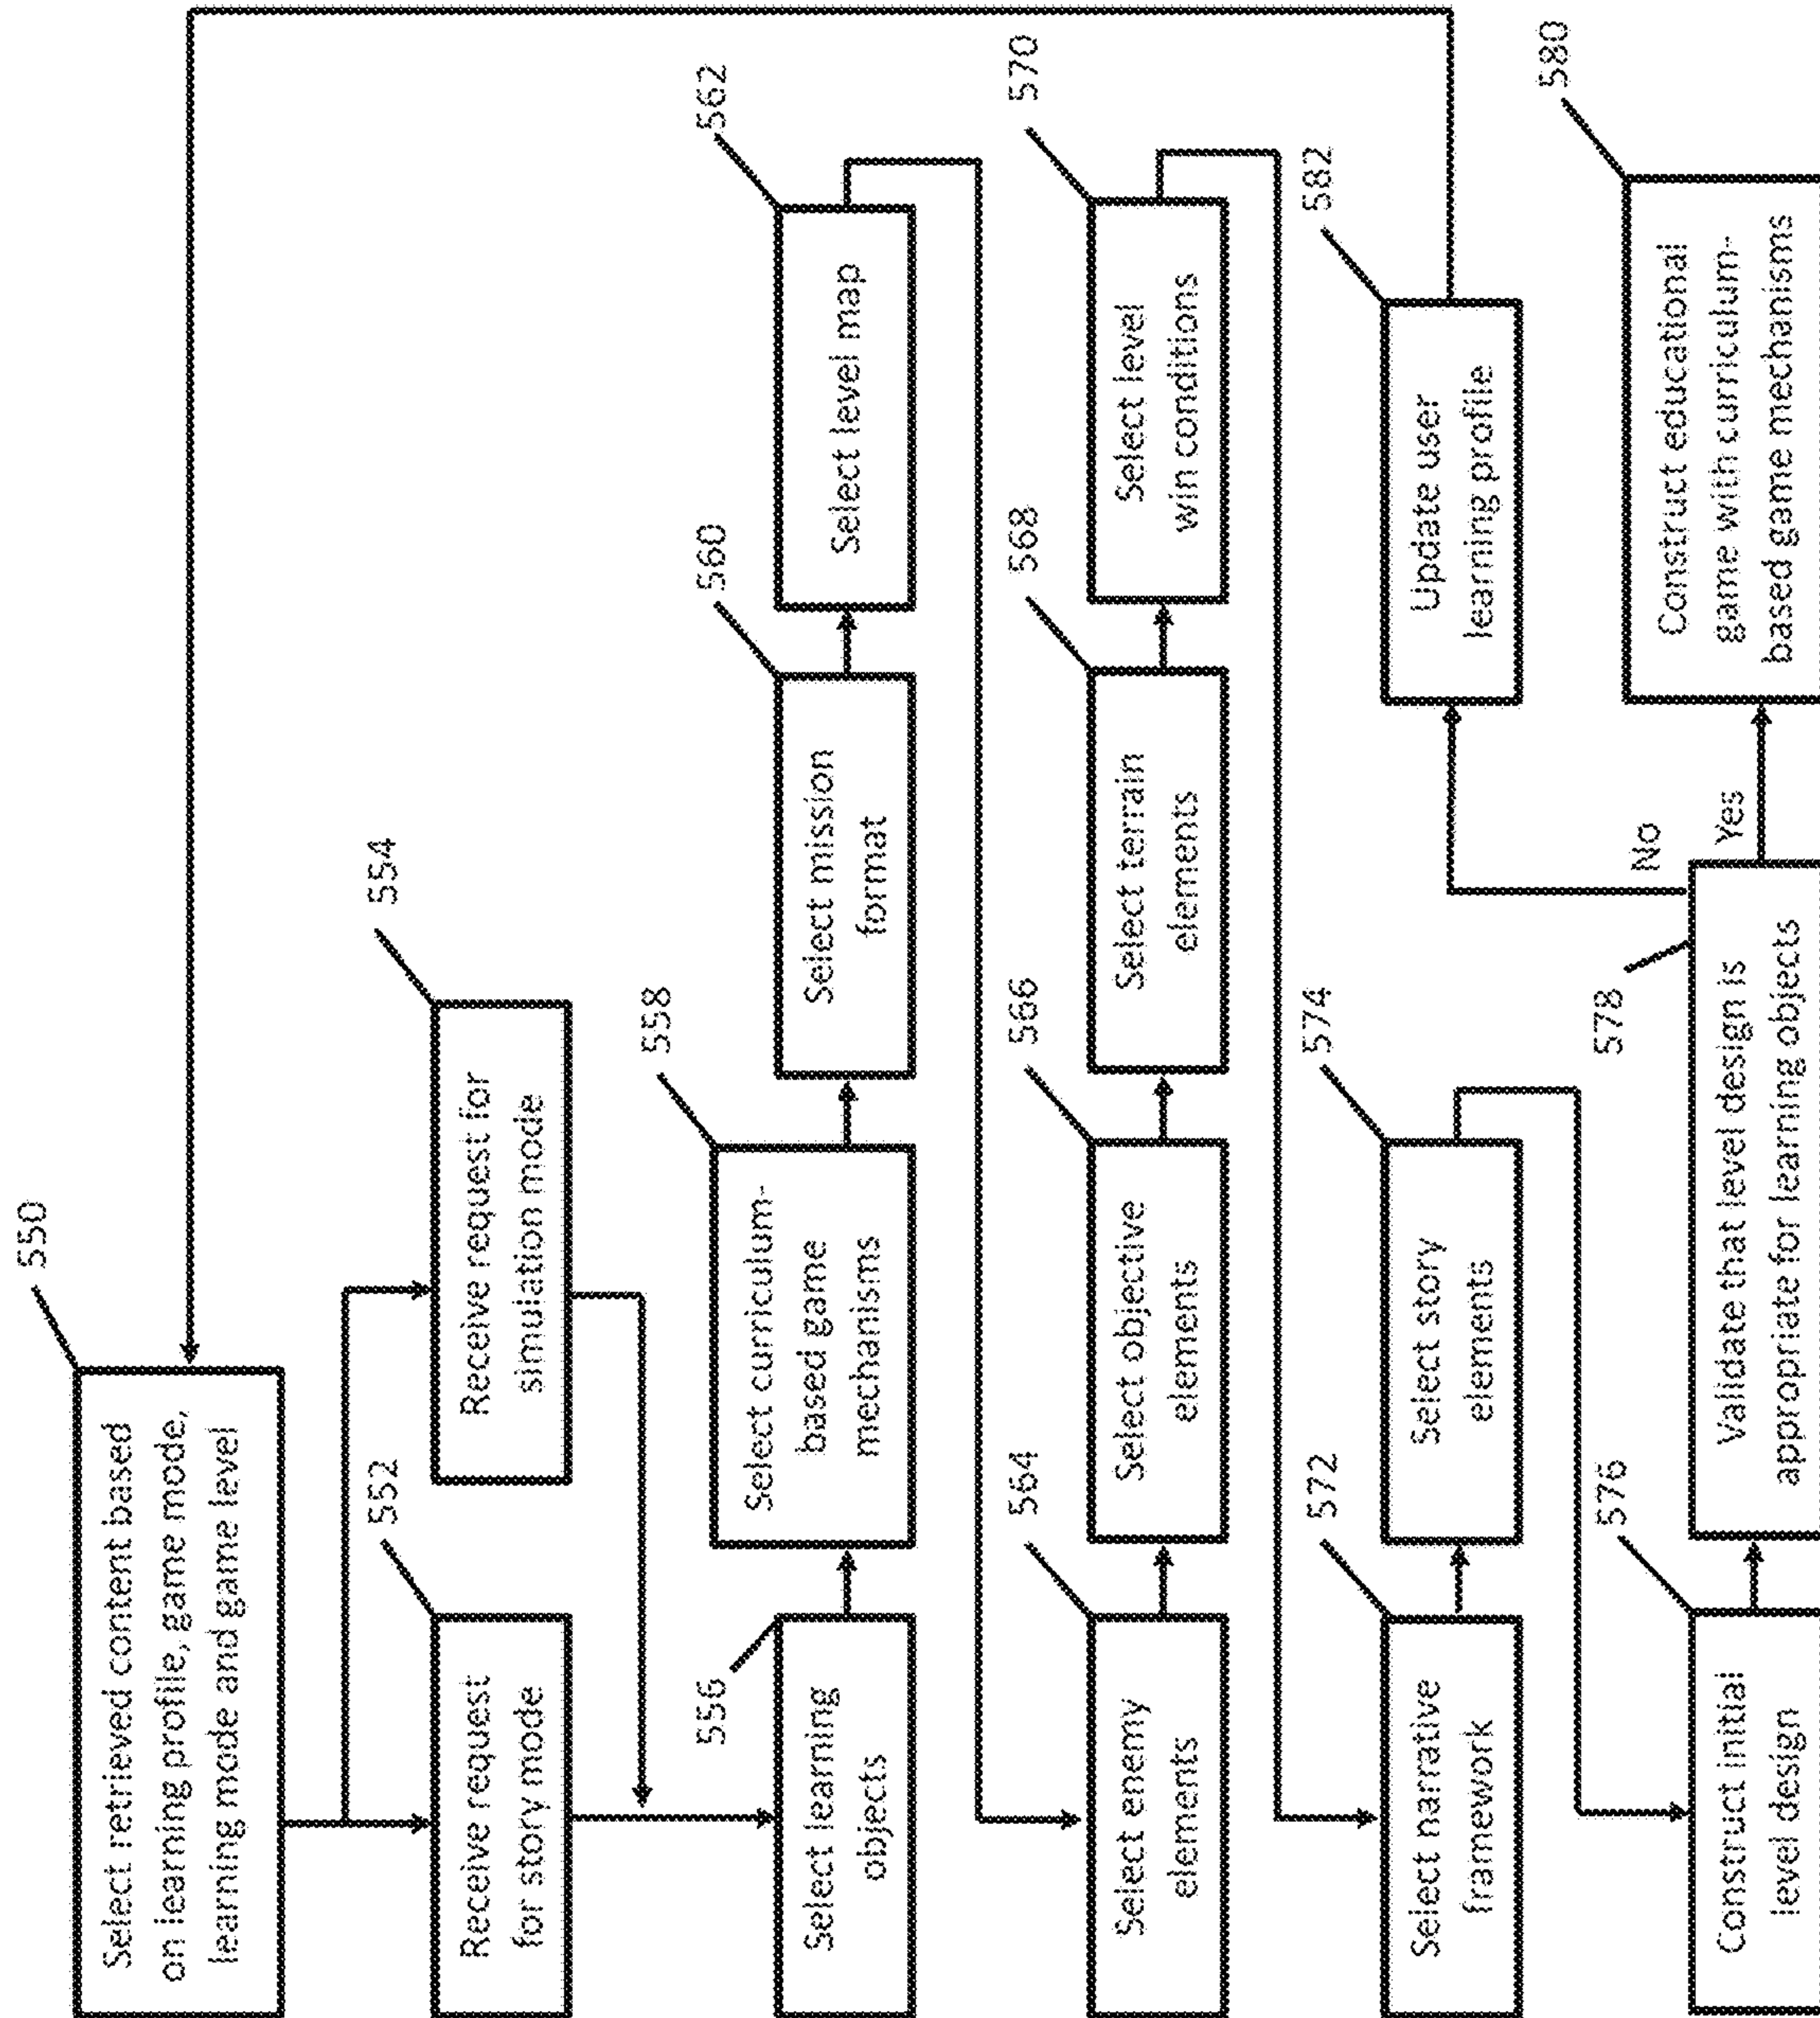 550
Select retrieved content based
on learning profile, game mode,
learning mode and game level
552
Receive request
for story mode
554
Receive request for
simulation mode
556
Select learning
objects
558
Select curriculum-
based game
mechanisms
560
Select mission
format
562
Select level map
564
Select enemy
elements
566
Select objective
elements
568
Select terrain
elements
570
Select level
win conditions
572
Select narrative
framework
574
Select story
elements
582
Update user
learning profile
576
Construct initial
level design
578
Validate that level design is
appropriate for learning objects
No
Yes
580
Construct educational
game with curriculum-
based game mechanisms